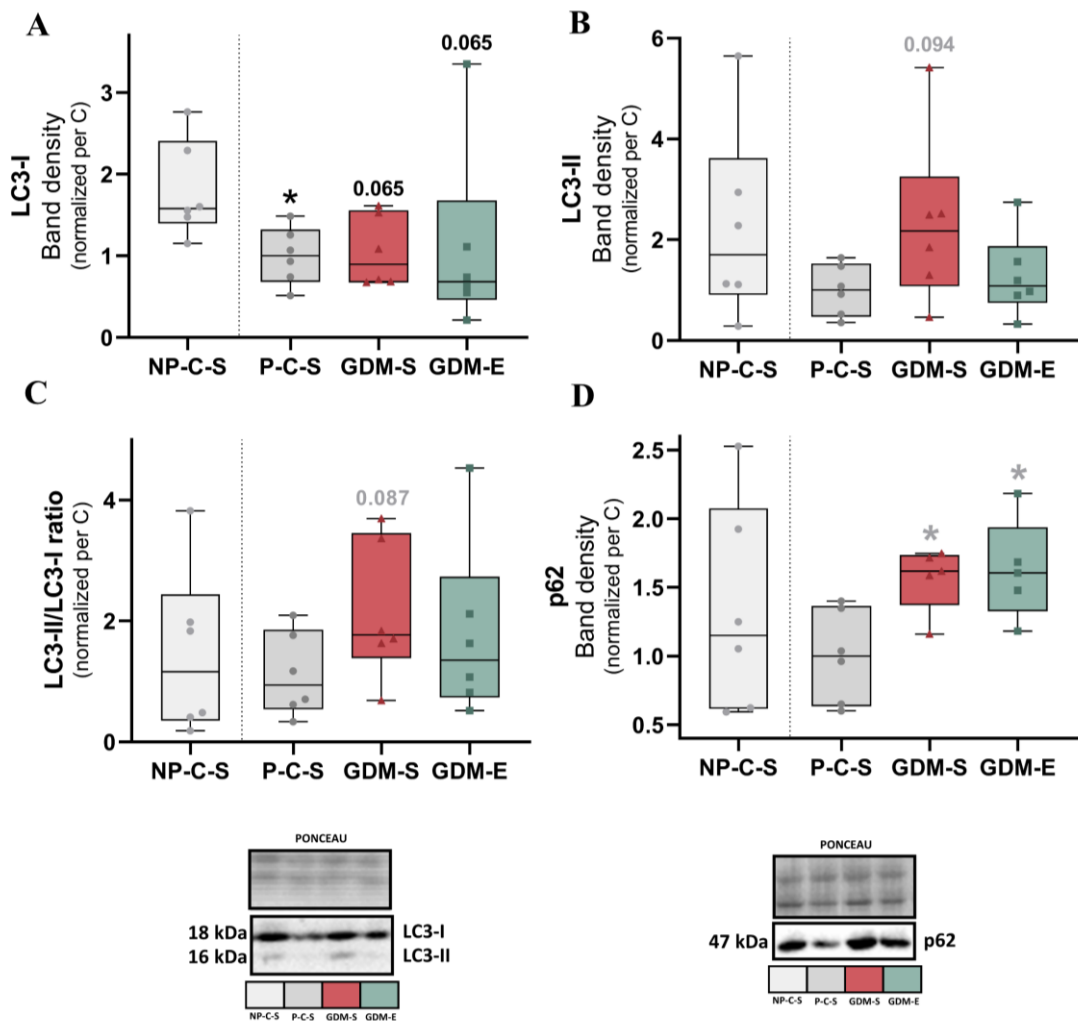 A
LC3-I
Band density
(normalized per C)
3
2
1
0
*
0.065
0.065
NP-C-S P-C-S GDM-S GDM-E
B
LC3-II
Band density
(normalized per C)
6
4
2
0
0.094
NP-C-S P-C-S GDM-S GDM-E
C
LC3-II/LC3-I ratio
(normalized per C)
4
2
0
0.087
NP-C-S P-C-S GDM-S GDM-E
D
p62
Band density
(normalized per C)
2.5
2.0
1.5
1.0
0.5
*
*
NP-C-S P-C-S GDM-S GDM-E
PONCEAU
18 kDa LC3-I
16 kDa LC3-II
NP-C-S P-C-S GDM-S GDM-E
PONCEAU
47 kDa p62
NP-C-S P-C-S GDM-S GDM-E